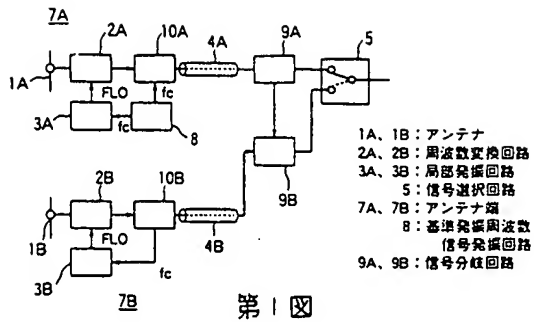 7A
2A
10A
4A
9A
5
1A
FLO
fc
fc
3A
8
9B
2B
10B
1B
FLO
4B
3B
fc
7B
1A、1B：アンテナ
2A、2B：周波数変換回路
3A、3B：局部発振回路
5：信号選択回路
7A、7B：アンテナ端
8：基準発振周波数
信号発振回路
9A、9B：信号分岐回路
第1図